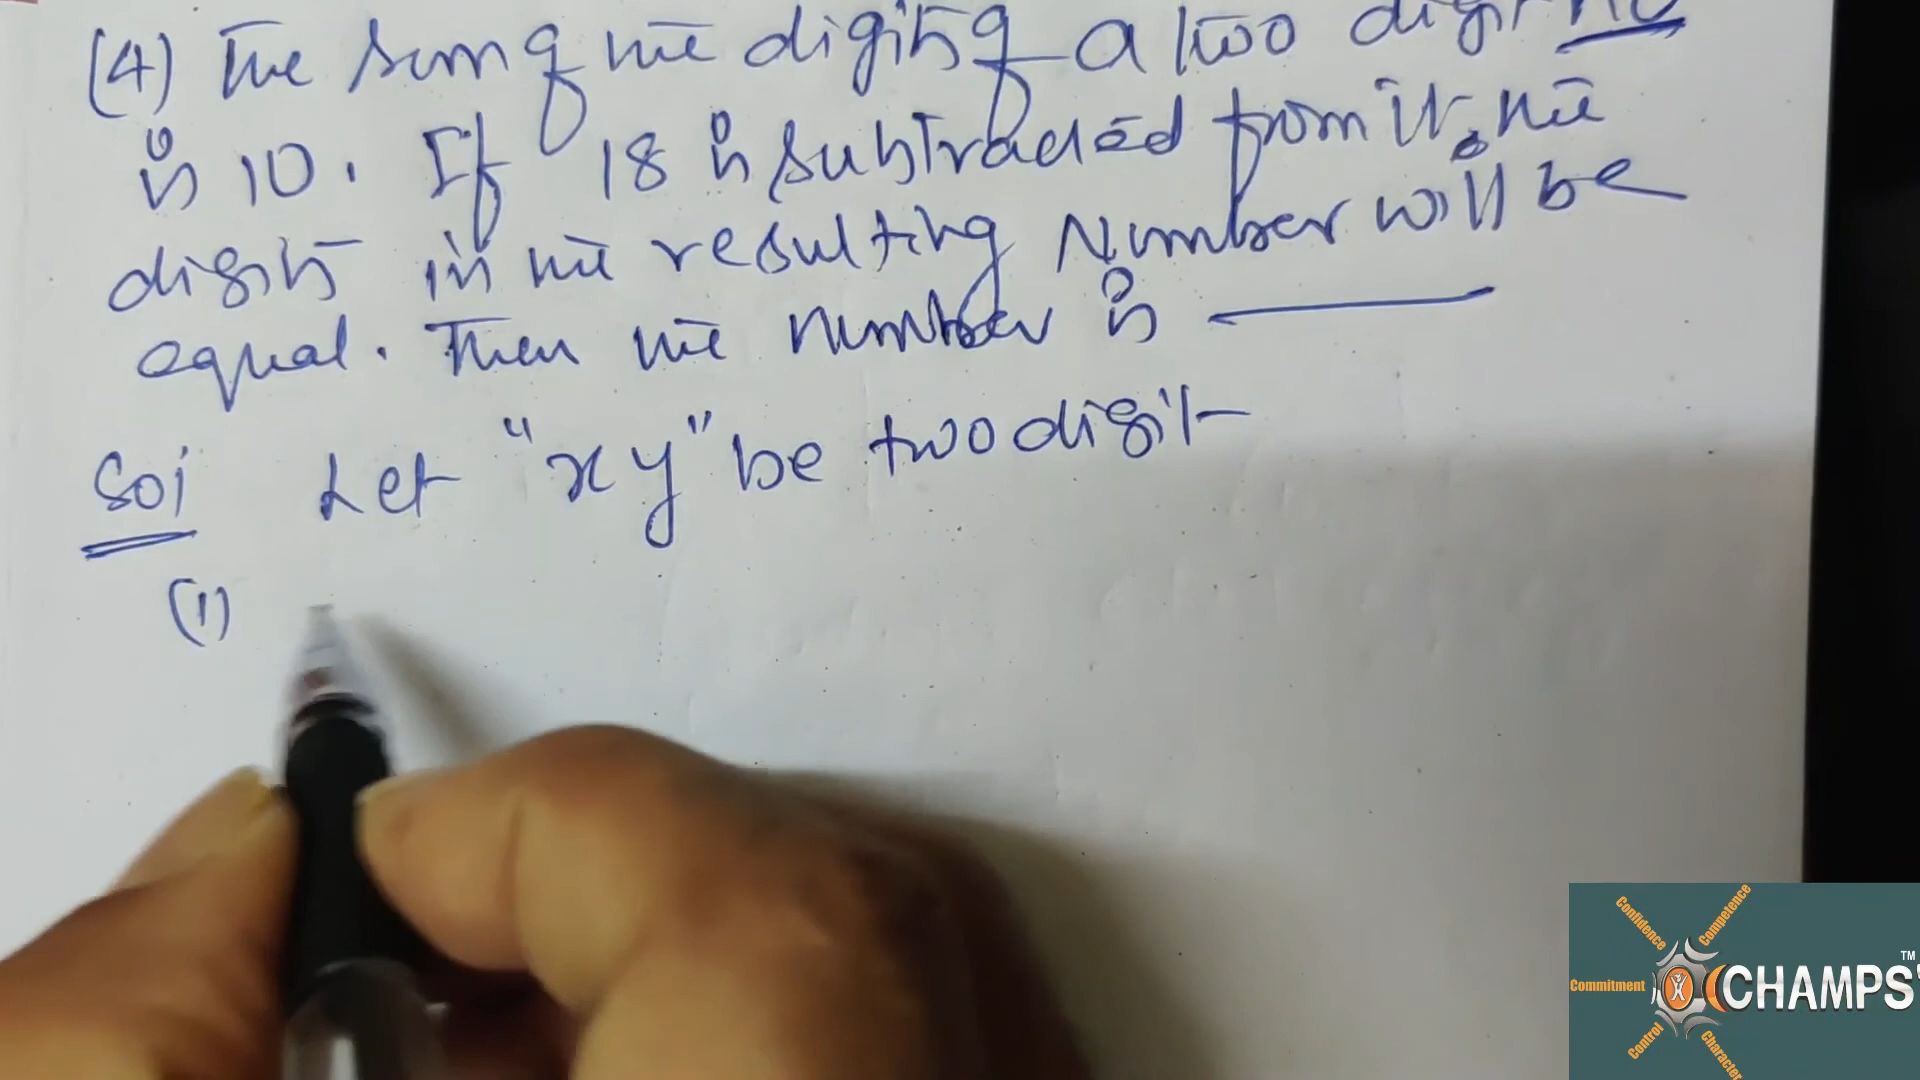 (4) The sum of the digits of a two digit no
is 10. If 18 is subtracted from it, the
digits in the resulting Number will be
equal. Then the number is ———
Sol Let "xy" be two digit
(1)
Confidence
Competence
Commitment
CHAMPS
TM
Control
Character